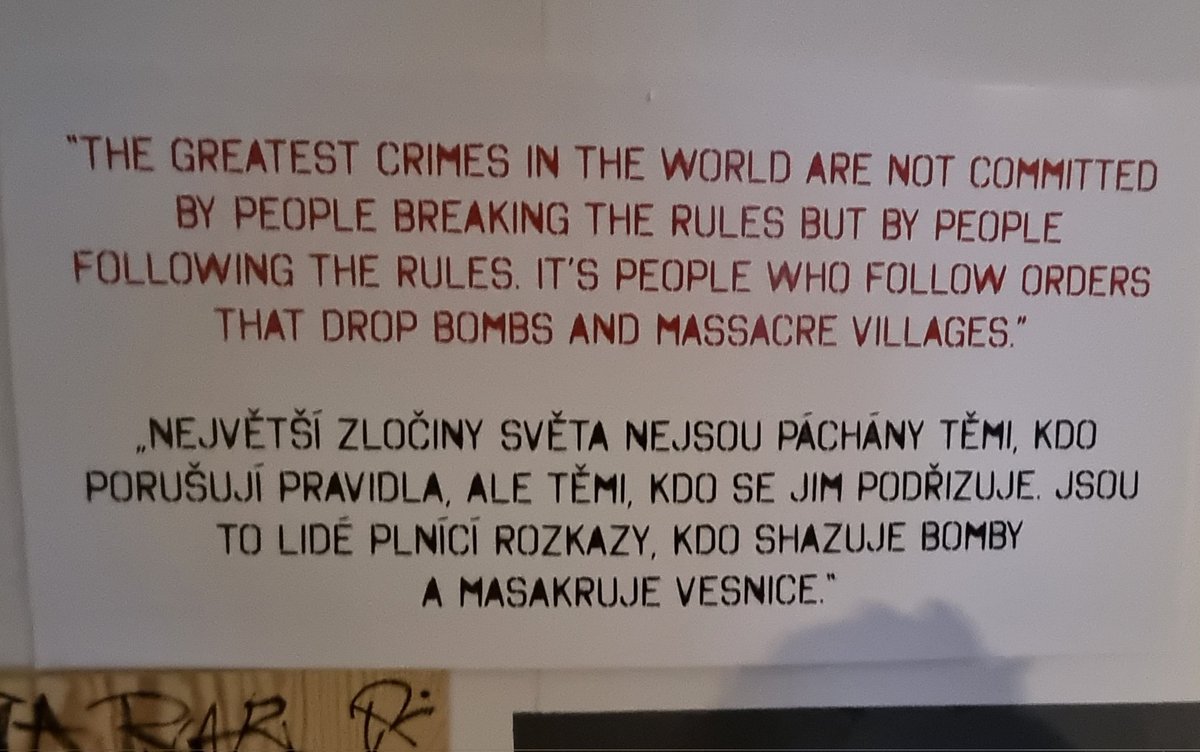 "THE GREATEST CRIMES IN THE WORLD ARE NOT COMMITTED
BY PEOPLE BREAKING THE RULES BUT BY PEOPLE
FOLLOWING THE RULES. IT'S PEOPLE WHO FOLLOW ORDERS
THAT DROP BOMBS AND MASSACRE VILLAGES."
„NEJVĚTŠÍ ZLOČINY SVĚTA NEJSOU PÁCHÁNY TĚMI, KDO
PORUŠUJÍ PRAVIDLA, ALE TĚMI, KDO SE JIM PODŘIZUJE. JSOU
TO LIDÉ PLNÍCÍ ROZKAZY, KDO SHAZUJE BOMBY
A MASAKRUJE VESNICE."